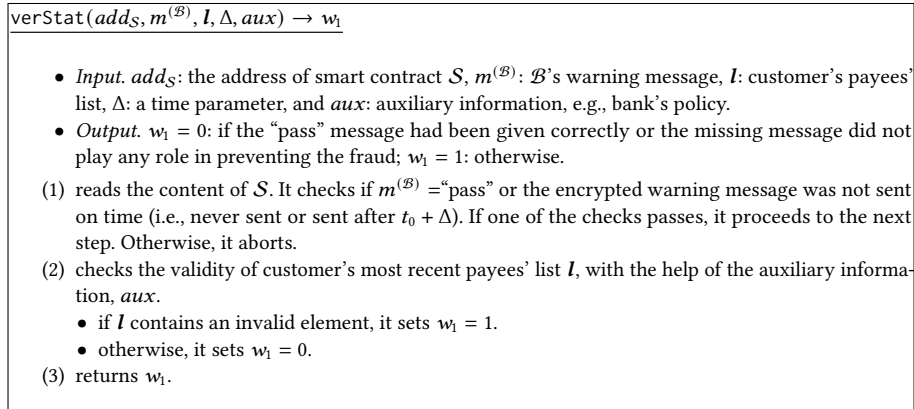 verStat(add𝒮, m^(ℬ), l, Δ, aux) → w₁
• Input. add𝒮: the address of smart contract 𝒮, m^(ℬ): ℬ's warning message, l: customer's payees'
list, Δ: a time parameter, and aux: auxiliary information, e.g., bank's policy.
• Output. w₁ = 0: if the “pass” message had been given correctly or the missing message did not
play any role in preventing the fraud; w₁ = 1: otherwise.
(1) reads the content of 𝒮. It checks if m^(ℬ) =“pass” or the encrypted warning message was not sent
on time (i.e., never sent or sent after t₀ + Δ). If one of the checks passes, it proceeds to the next
step. Otherwise, it aborts.
(2) checks the validity of customer's most recent payees' list l, with the help of the auxiliary informa-
tion, aux.
• if l contains an invalid element, it sets w₁ = 1.
• otherwise, it sets w₁ = 0.
(3) returns w₁.